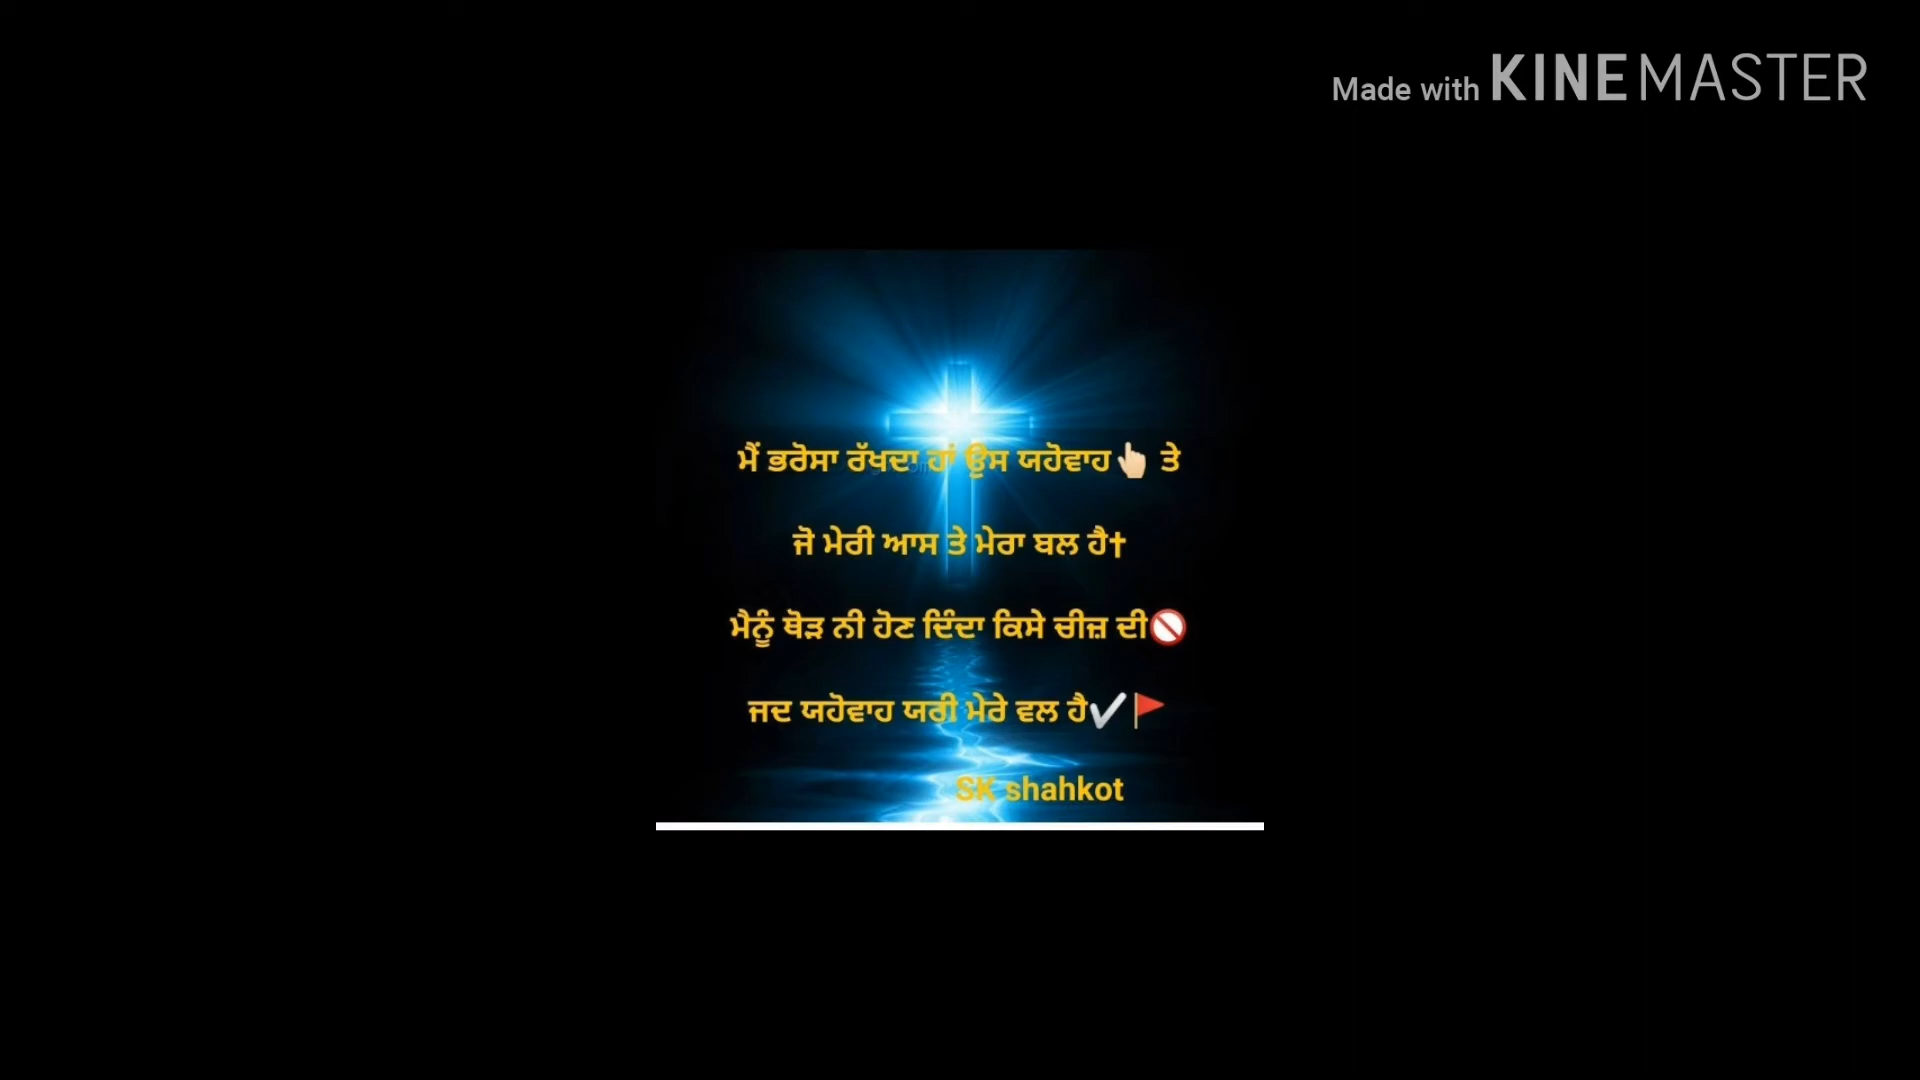 Made with KINEMASTER
ਮੈਂ ਭਰੋਸਾ ਰੱਖਦਾ ਹਾਂ ਉਸ ਯਹੋਵਾਹ👆🏻 ਤੇ
ਜੋ ਮੇਰੀ ਆਸ ਤੇ ਮੇਰਾ ਬਲ ਹੈ✝
ਮੈਨੂੰ ਥੋੜ ਨੀ ਹੋਣ ਦਿੰਦਾ ਕਿਸੇ ਚੀਜ਼ ਦੀ🚫
ਜਦ ਯਹੋਵਾਹ ਯਰੀ ਮੇਰੇ ਵਲ ਹੈ✔🚩
SK shahkot